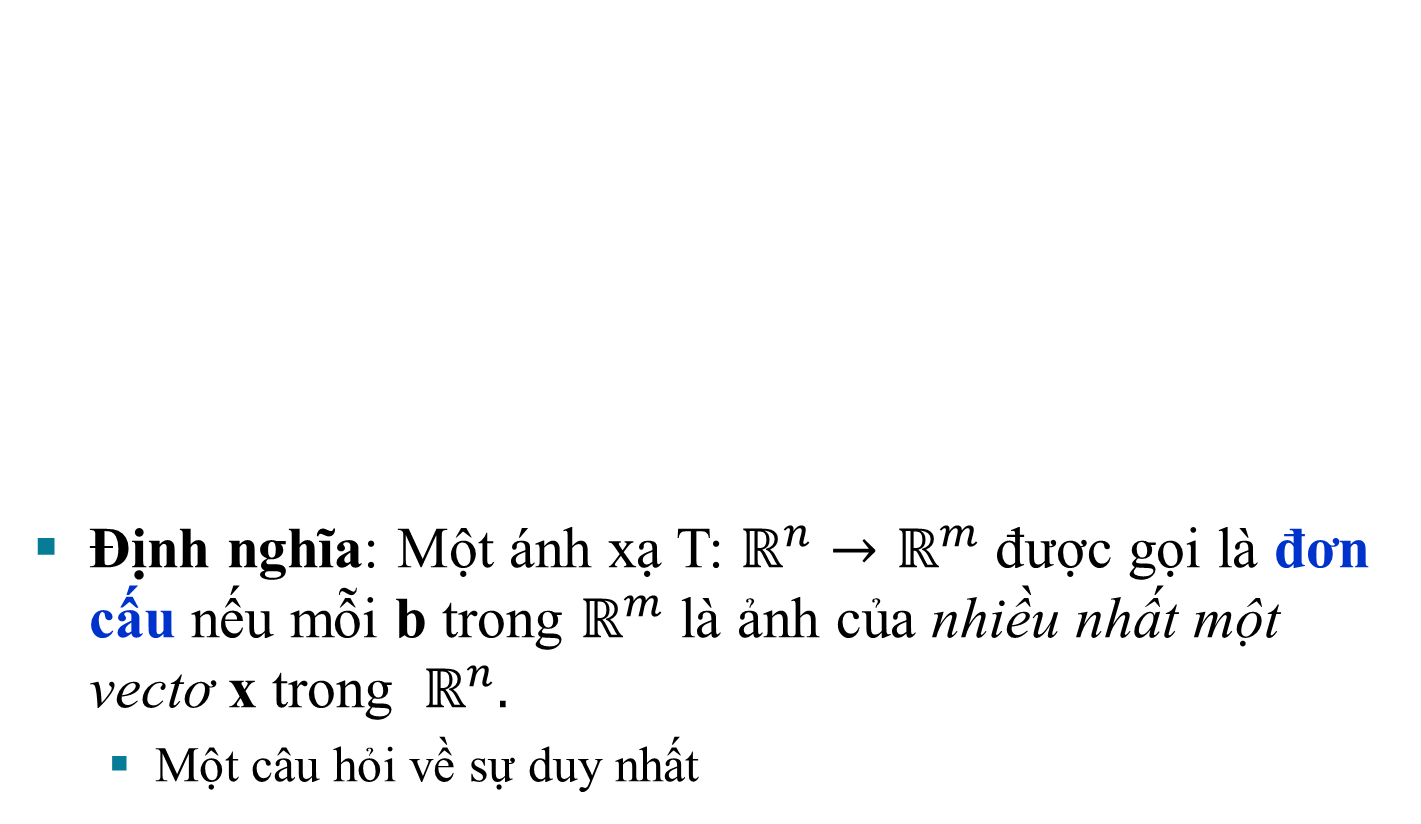 ▪ Định nghĩa: Một ánh xạ T: ℝⁿ → ℝᵐ được gọi là đơn
cấu nếu mỗi b trong ℝᵐ là ảnh của nhiều nhất một
vectơ x trong ℝⁿ.
▪ Một câu hỏi về sự duy nhất